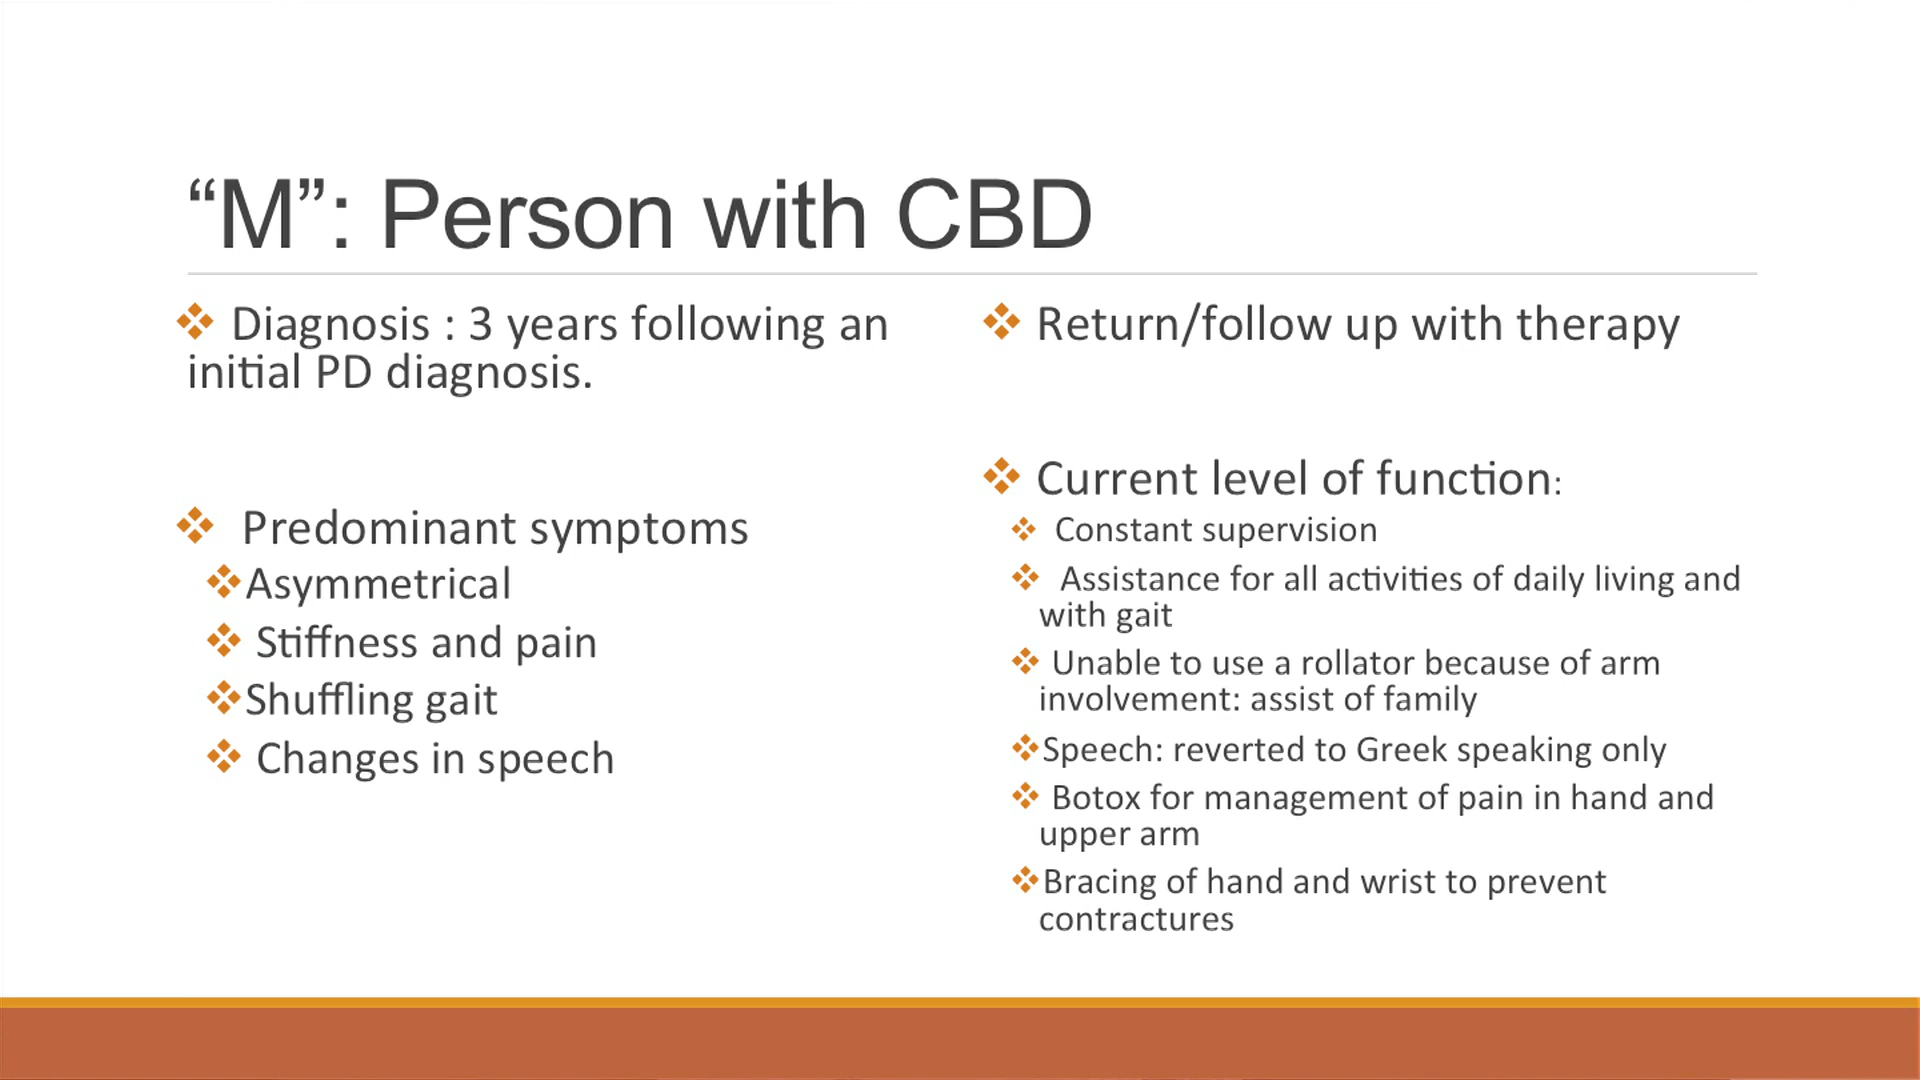 “M”: Person with CBD
Diagnosis : 3 years following an
initial PD diagnosis.
Predominant symptoms
Asymmetrical
Stiffness and pain
Shuffling gait
Changes in speech
Return/follow up with therapy
Current level of function:
Constant supervision
Assistance for all activities of daily living and
with gait
Unable to use a rollator because of arm
involvement: assist of family
Speech: reverted to Greek speaking only
Botox for management of pain in hand and
upper arm
Bracing of hand and wrist to prevent
contractures